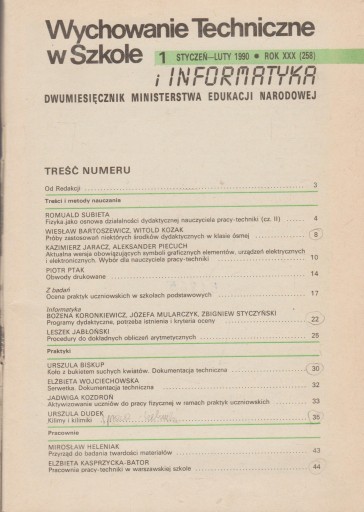 Wychowanie Techniczne
w Szkole 1 STYCZEŃ—LUTY 1990 • ROK XXX (258)
i INFORMATYKA
DWUMIESIĘCZNIK MINISTERSTWA EDUKACJI NARODOWEJ
TREŚĆ NUMERU
Od Redakcji 3
Treści i metody nauczania
ROMUALD SUBIETA
Fizyka jako osnowa działalności dydaktycznej nauczyciela pracy-techniki (cz. II) 4
WIESŁAW BARTOSZEWICZ, WITOLD KOZAK
Próby zastosowań niektórych środków dydaktycznych w klasie ósmej 8
KAZIMIERZ JARACZ, ALEKSANDER PIECUCH
Aktualna wersja obowiązujących symboli graficznych elementów, urządzeń elektrycznych
i elektronicznych. Wybór dla nauczyciela pracy-techniki 10
PIOTR PTAK
Obwody drukowane 14
Z badań
Ocena praktyk uczniowskich w szkołach podstawowych 17
Informatyka
BOŻENA KORONKIEWICZ, JÓZEFA MULARCZYK, ZBIGNIEW STYCZYŃSKI
Programy dydaktyczne, potrzeba istnienia i kryteria oceny 22
LESZEK JABŁOŃSKI
Procedury do dokładnych obliczeń arytmetycznych 25
Praktyki
URSZULA BISKUP
Koło z bukietem suchych kwiatów. Dokumentacja techniczna 30
ELŻBIETA WOJCIECHOWSKA
Serwetka. Dokumentacja techniczna 32
JADWIGA KOZDROŃ
Aktywizowanie uczniów do pracy fizycznej w ramach praktyk uczniowskich 33
URSZULA DUDEK
Kilimy i kilimki 36
Pracownie
MIROSŁAW HELENIAK
Przyrząd do badania twardości materiałów 43
ELŻBIETA KASPRZYCKA-BATOR
Pracownia pracy-techniki w warszawskiej szkole 44